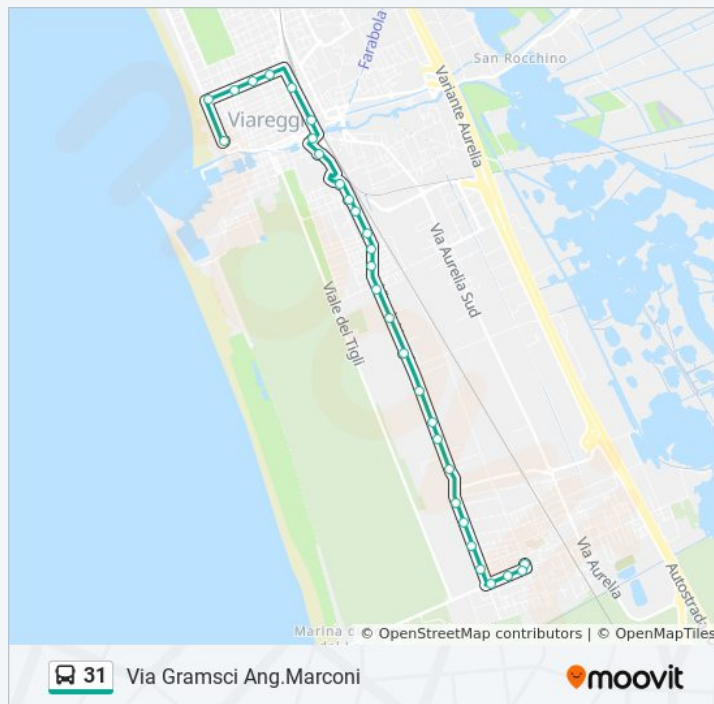 San Rocchino
Farabola
Variante Aurelia
Viareggi
Via Aurelia Sud
Viale dei Tigli
Via Aurelia
Autostrada
Marina d
© OpenStreetMap contributors | © OpenMapTiles
31 Via Gramsci Ang.Marconi
moovit